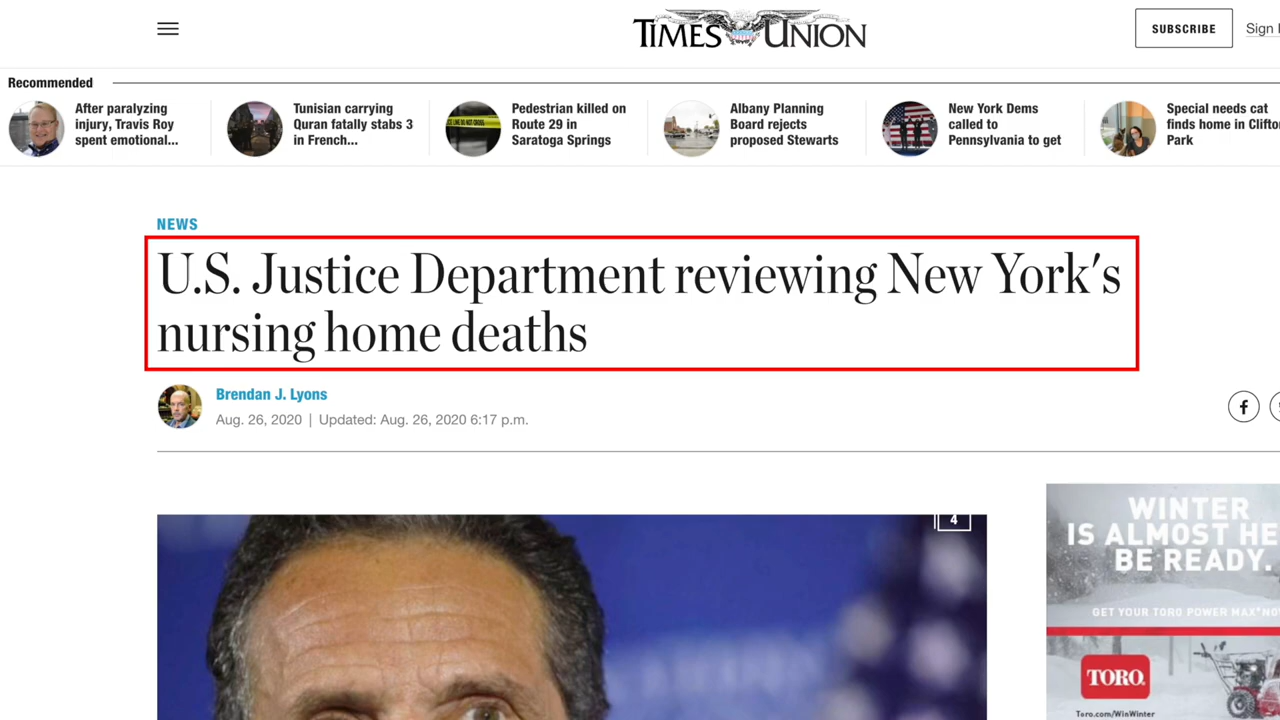 TIMES UNION
SUBSCRIBE
Sign
Recommended
After paralyzing
injury, Travis Roy
spent emotional...
Tunisian carrying
Quran fatally stabs 3
in French...
Pedestrian killed on
Route 29 in
Saratoga Springs
Albany Planning
Board rejects
proposed Stewarts
New York Dems
called to
Pennsylvania to get
Special needs cat
finds home in Clifto
Park
NEWS
U.S. Justice Department reviewing New York's
nursing home deaths
Brendan J. Lyons
Aug. 26, 2020 | Updated: Aug. 26, 2020 6:17 p.m.
4
WINTER
IS ALMOST HE
BE READY.
GET YOUR TORO POWER MAX NO
TORO.
Toro.com/WinWinter